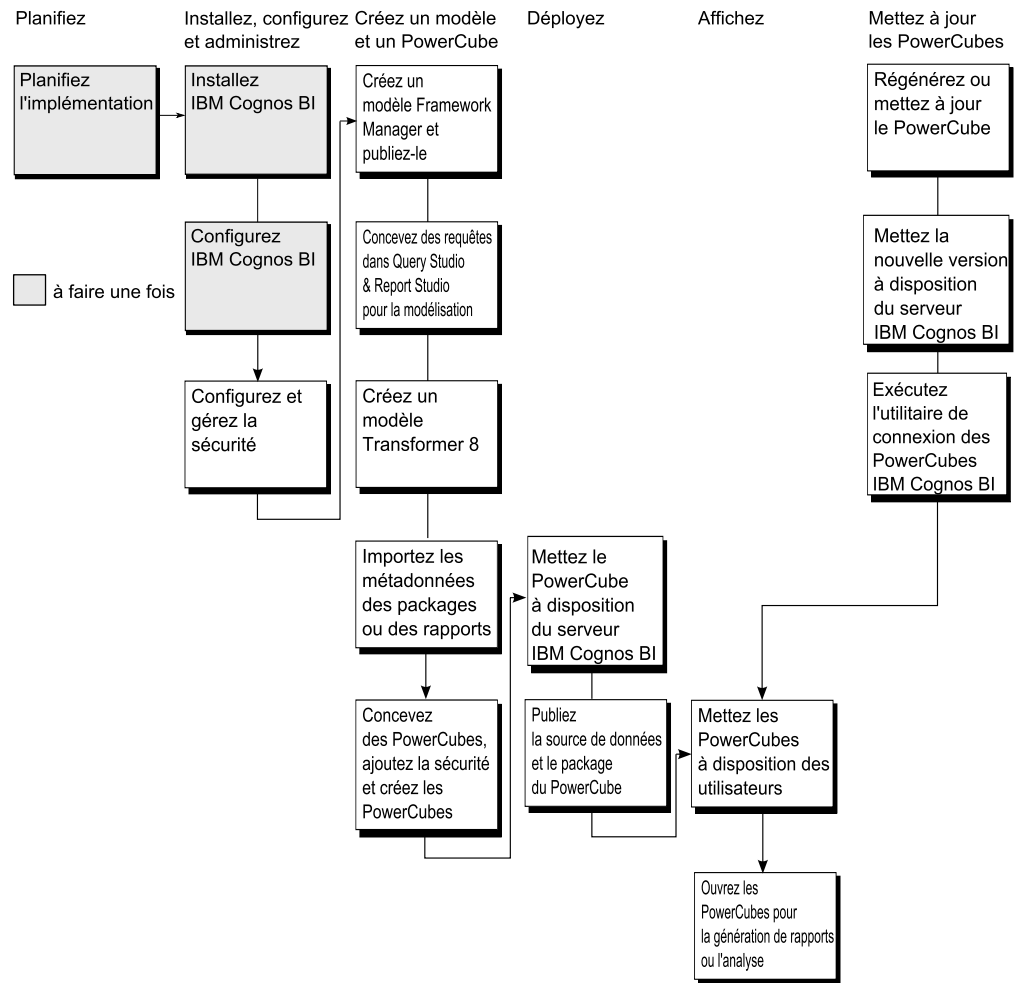 Planifiez
Installez, configurez
et administrez
Créez un modèle
et un PowerCube
Déployez
Affichez
Mettez à jour
les PowerCubes
Planifiez
l'implémentation
Installez
IBM Cognos BI
Configurez
IBM Cognos BI
à faire une fois
Configurez et
gérez la
sécurité
Créez un
modèle Framework
Manager et
publiez-le
Concevez des requêtes
dans Query Studio
& Report Studio
pour la modélisation
Créez un
modèle
Transformer 8
Importez les
métadonnées
des packages
ou des rapports
Concevez
des PowerCubes,
ajoutez la sécurité
et créez les
PowerCubes
Mettez le
PowerCube
à disposition
du serveur
IBM Cognos BI
Publiez
la source de données
et le package
du PowerCube
Mettez les
PowerCubes
à disposition des
utilisateurs
Ouvrez les
PowerCubes pour
la génération de rapports
ou l'analyse
Régénérez ou
mettez à jour
le PowerCube
Mettez la
nouvelle version
à disposition
du serveur
IBM Cognos BI
Exécutez
l'utilitaire de
connexion des
PowerCubes
IBM Cognos BI